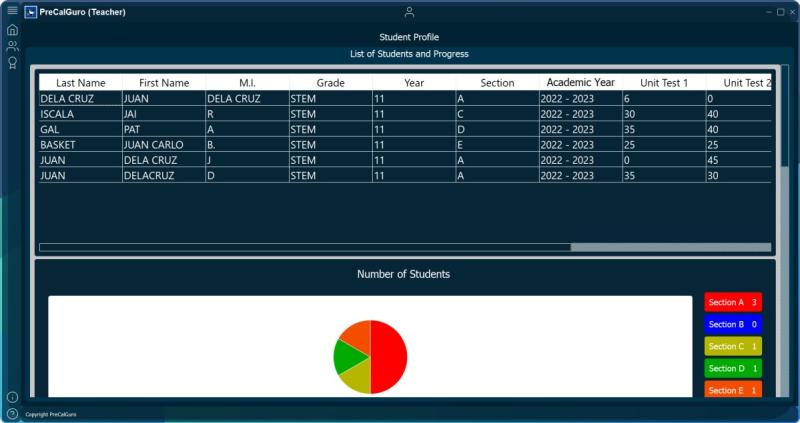 PreCalGuro (Teacher)
Student Profile
List of Students and Progress
Last Name First Name M.I. Grade Year Section Academic Year Unit Test 1 Unit Test 2
DELA CRUZ JUAN DELA CRUZ STEM 11 A 2022 - 2023 6 0
ISCALA JAI R STEM 11 C 2022 - 2023 30 40
GAL PAT A STEM 11 D 2022 - 2023 35 40
BASKET JUAN CARLO B. STEM 11 E 2022 - 2023 25 25
JUAN DELA CRUZ J STEM 11 A 2022 - 2023 0 45
JUAN DELACRUZ D STEM 11 A 2022 - 2023 35 30
Number of Students
Section A 3
Section B 0
Section C 1
Section D 1
Section E 1
Copyright PreCalGuro